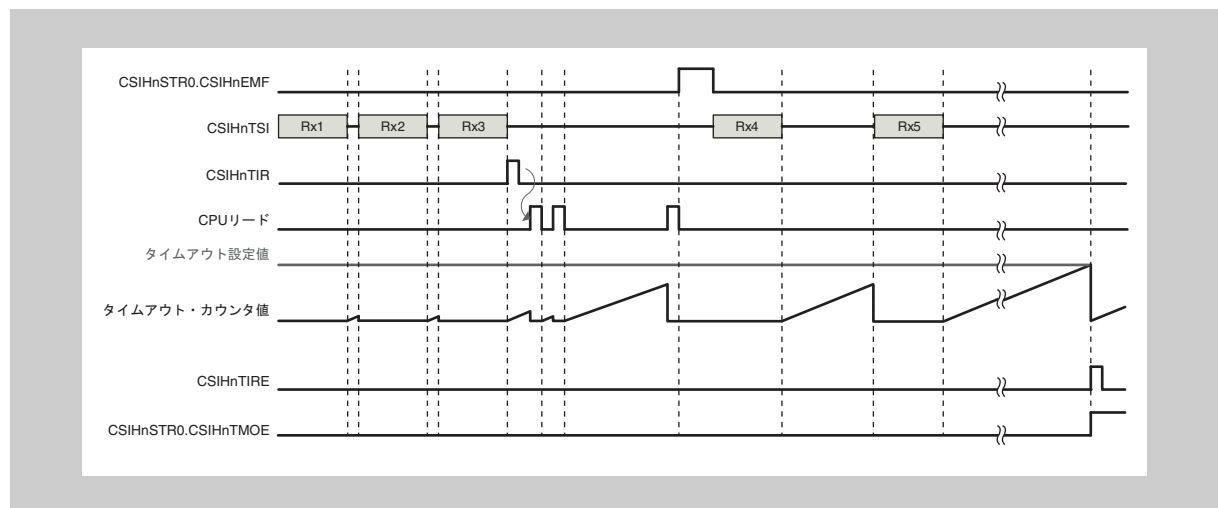 CSIHnSTR0.CSIHnEMF
CSIHnTSI Rx1 Rx2 Rx3 Rx4 Rx5
CSIHnTIR
CPUリード
タイムアウト設定値
タイムアウト・カウンタ値
CSIHnTIRE
CSIHnSTR0.CSIHnTMOE